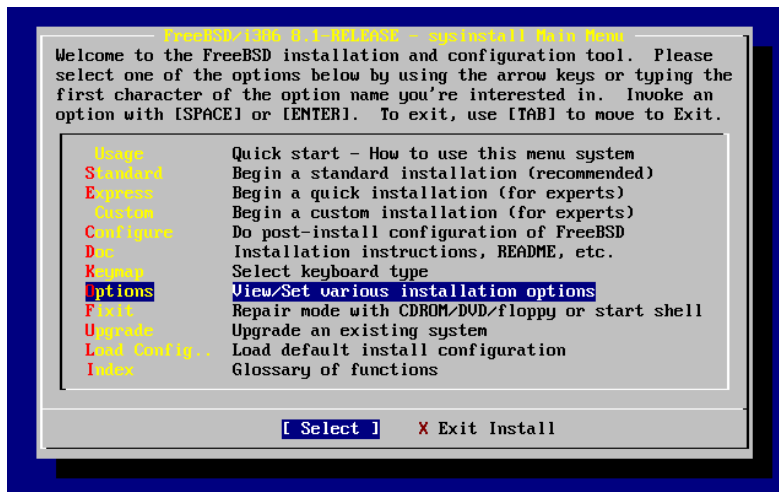 FreeBSD/i386 8.1-RELEASE - sysinstall Main Menu
Welcome to the FreeBSD installation and configuration tool.  Please
select one of the options below by using the arrow keys or typing the
first character of the option name you're interested in.  Invoke an
option with [SPACE] or [ENTER].  To exit, use [TAB] to move to Exit.
Usage Quick start - How to use this menu system
Standard Begin a standard installation (recommended)
Express Begin a quick installation (for experts)
Custom Begin a custom installation (for experts)
Configure Do post-install configuration of FreeBSD
Doc Installation instructions, README, etc.
Keymap Select keyboard type
Options View/Set various installation options
Fixit Repair mode with CDROM/DVD/floppy or start shell
Upgrade Upgrade an existing system
Load Config.. Load default install configuration
Index Glossary of functions
[ Select ] X Exit Install